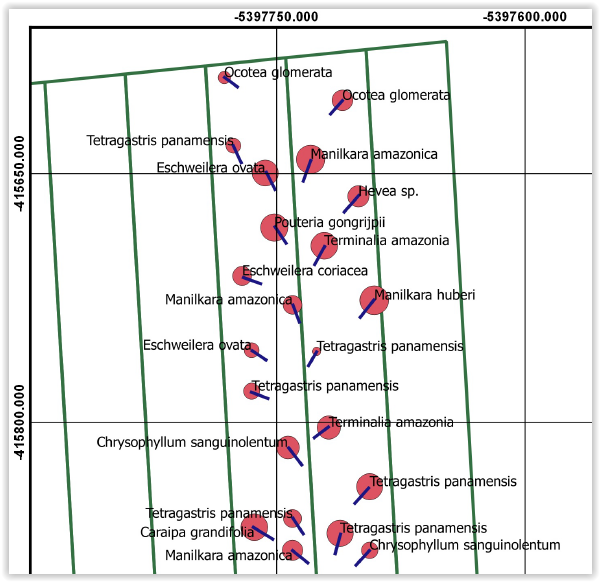 -5397750.000
-5397600.000
Ocotea glomerata
Ocotea glomerata
Tetragastris panamensis
Manilkara amazonica
Eschweilera ovata
-415650.000
Hevea sp.
Pouteria gongrijpii
Terminalia amazonia
Eschweilera coriacea
Manilkara huberi
Manilkara amazonica
Eschweilera ovata
Tetragastris panamensis
Tetragastris panamensis
-415800.000
Terminalia amazonia
Chrysophyllum sanguinolentum
Tetragastris panamensis
Tetragastris panamensis
Tetragastris panamensis
Caraipa grandifolia
Chrysophyllum sanguinolentum
Manilkara amazonica